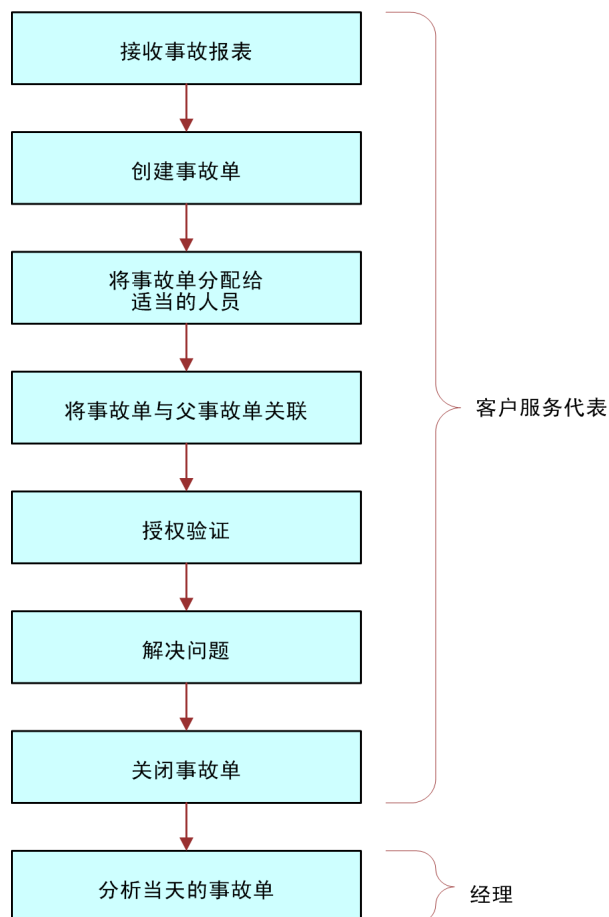 接收事故报表
创建事故单
将事故单分配给
适当的人员
将事故单与父事故单关联
客户服务代表
授权验证
解决问题
关闭事故单
分析当天的事故单
经理